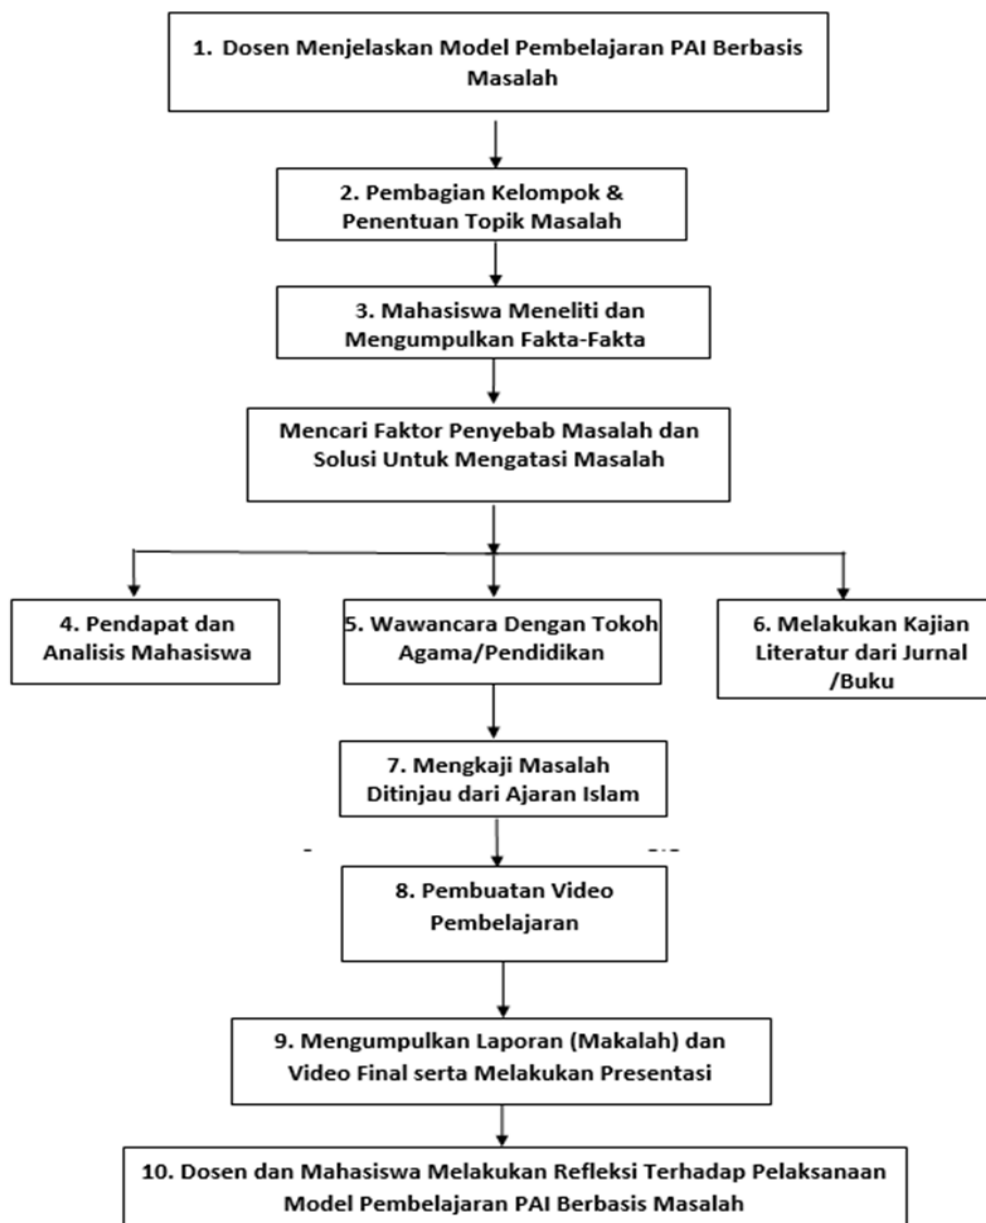 1. Dosen Menjelaskan Model Pembelajaran PAI Berbasis
Masalah
2. Pembagian Kelompok &
Penentuan Topik Masalah
3. Mahasiswa Meneliti dan
Mengumpulkan Fakta-Fakta
Mencari Faktor Penyebab Masalah dan
Solusi Untuk Mengatasi Masalah
4. Pendapat dan
Analisis Mahasiswa
5. Wawancara Dengan Tokoh
Agama/Pendidikan
6. Melakukan Kajian
Literatur dari Jurnal
/Buku
7. Mengkaji Masalah
Ditinjau dari Ajaran Islam
8. Pembuatan Video
Pembelajaran
9. Mengumpulkan Laporan (Makalah) dan
Video Final serta Melakukan Presentasi
10. Dosen dan Mahasiswa Melakukan Refleksi Terhadap Pelaksanaan
Model Pembelajaran PAI Berbasis Masalah